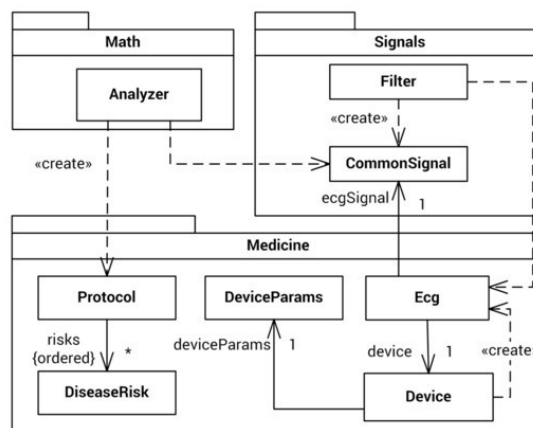 Math
Signals
Analyzer
Filter
«create»
«create»
CommonSignal
ecgSignal
1
Medicine
Protocol
DeviceParams
Ecg
risks
{ordered}
*
deviceParams
1
device
1
«create»
DiseaseRisk
Device